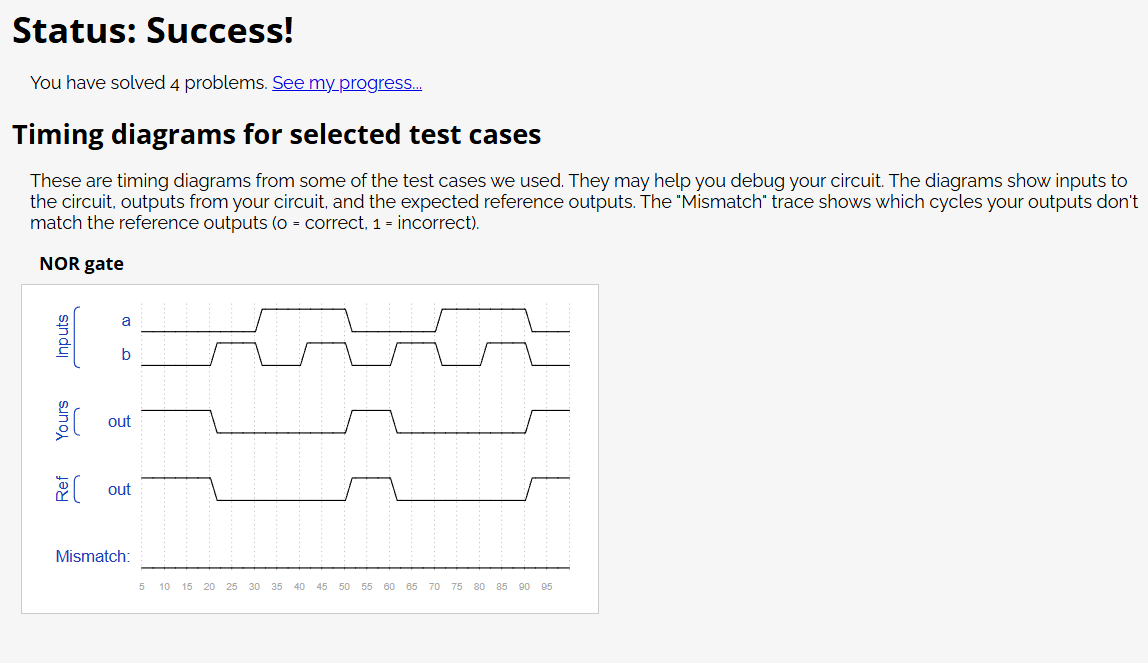 Status: Success!
You have solved 4 problems. See my progress...
Timing diagrams for selected test cases
These are timing diagrams from some of the test cases we used. They may help you debug your circuit. The diagrams show inputs to
the circuit, outputs from your circuit, and the expected reference outputs. The "Mismatch" trace shows which cycles your outputs don't
match the reference outputs (0 = correct, 1 = incorrect).
NOR gate
Inputs
a
b
Yours
out
Ref
out
Mismatch:
5 10 15 20 25 30 35 40 45 50 55 60 65 70 75 80 85 90 95